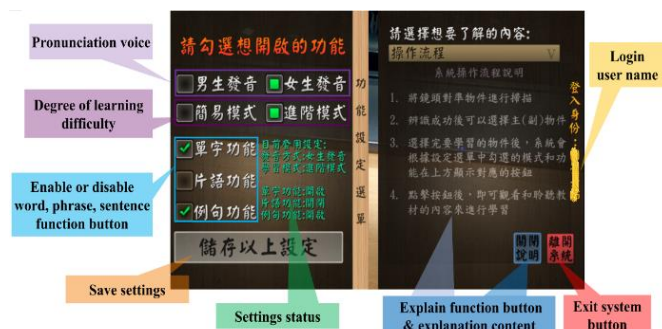 Pronunciation voice
Degree of learning
difficulty
Enable or disable
word, phrase, sentence
function button
Save settings
Settings status
請勾選想開啟的功能
男生發音 女生發音
簡易模式 進階模式
單字功能
片語功能
例句功能
目前套用設定:
發音方式:女生發音
學習模式:進階模式
單字功能:開啟
片語功能:關閉
例句功能:開啟
儲存以上設定
功能設定選單
請選擇想要了解的內容:
操作流程
系統操作流程說明
1. 將鏡頭對準物件進行掃描
2. 辨識成功後可以選擇主(副)物件
3. 選擇完要學習的物件後,系統會
根據設定選單中勾選的模式和功
能在上方顯示對應的按鈕
4. 點擊按鈕後,即可觀看和聆聽教
材的內容來進行學習
關閉
說明
離開
系統
登入身份:
Login
user name
Explain function button
& explanation content
Exit system
button